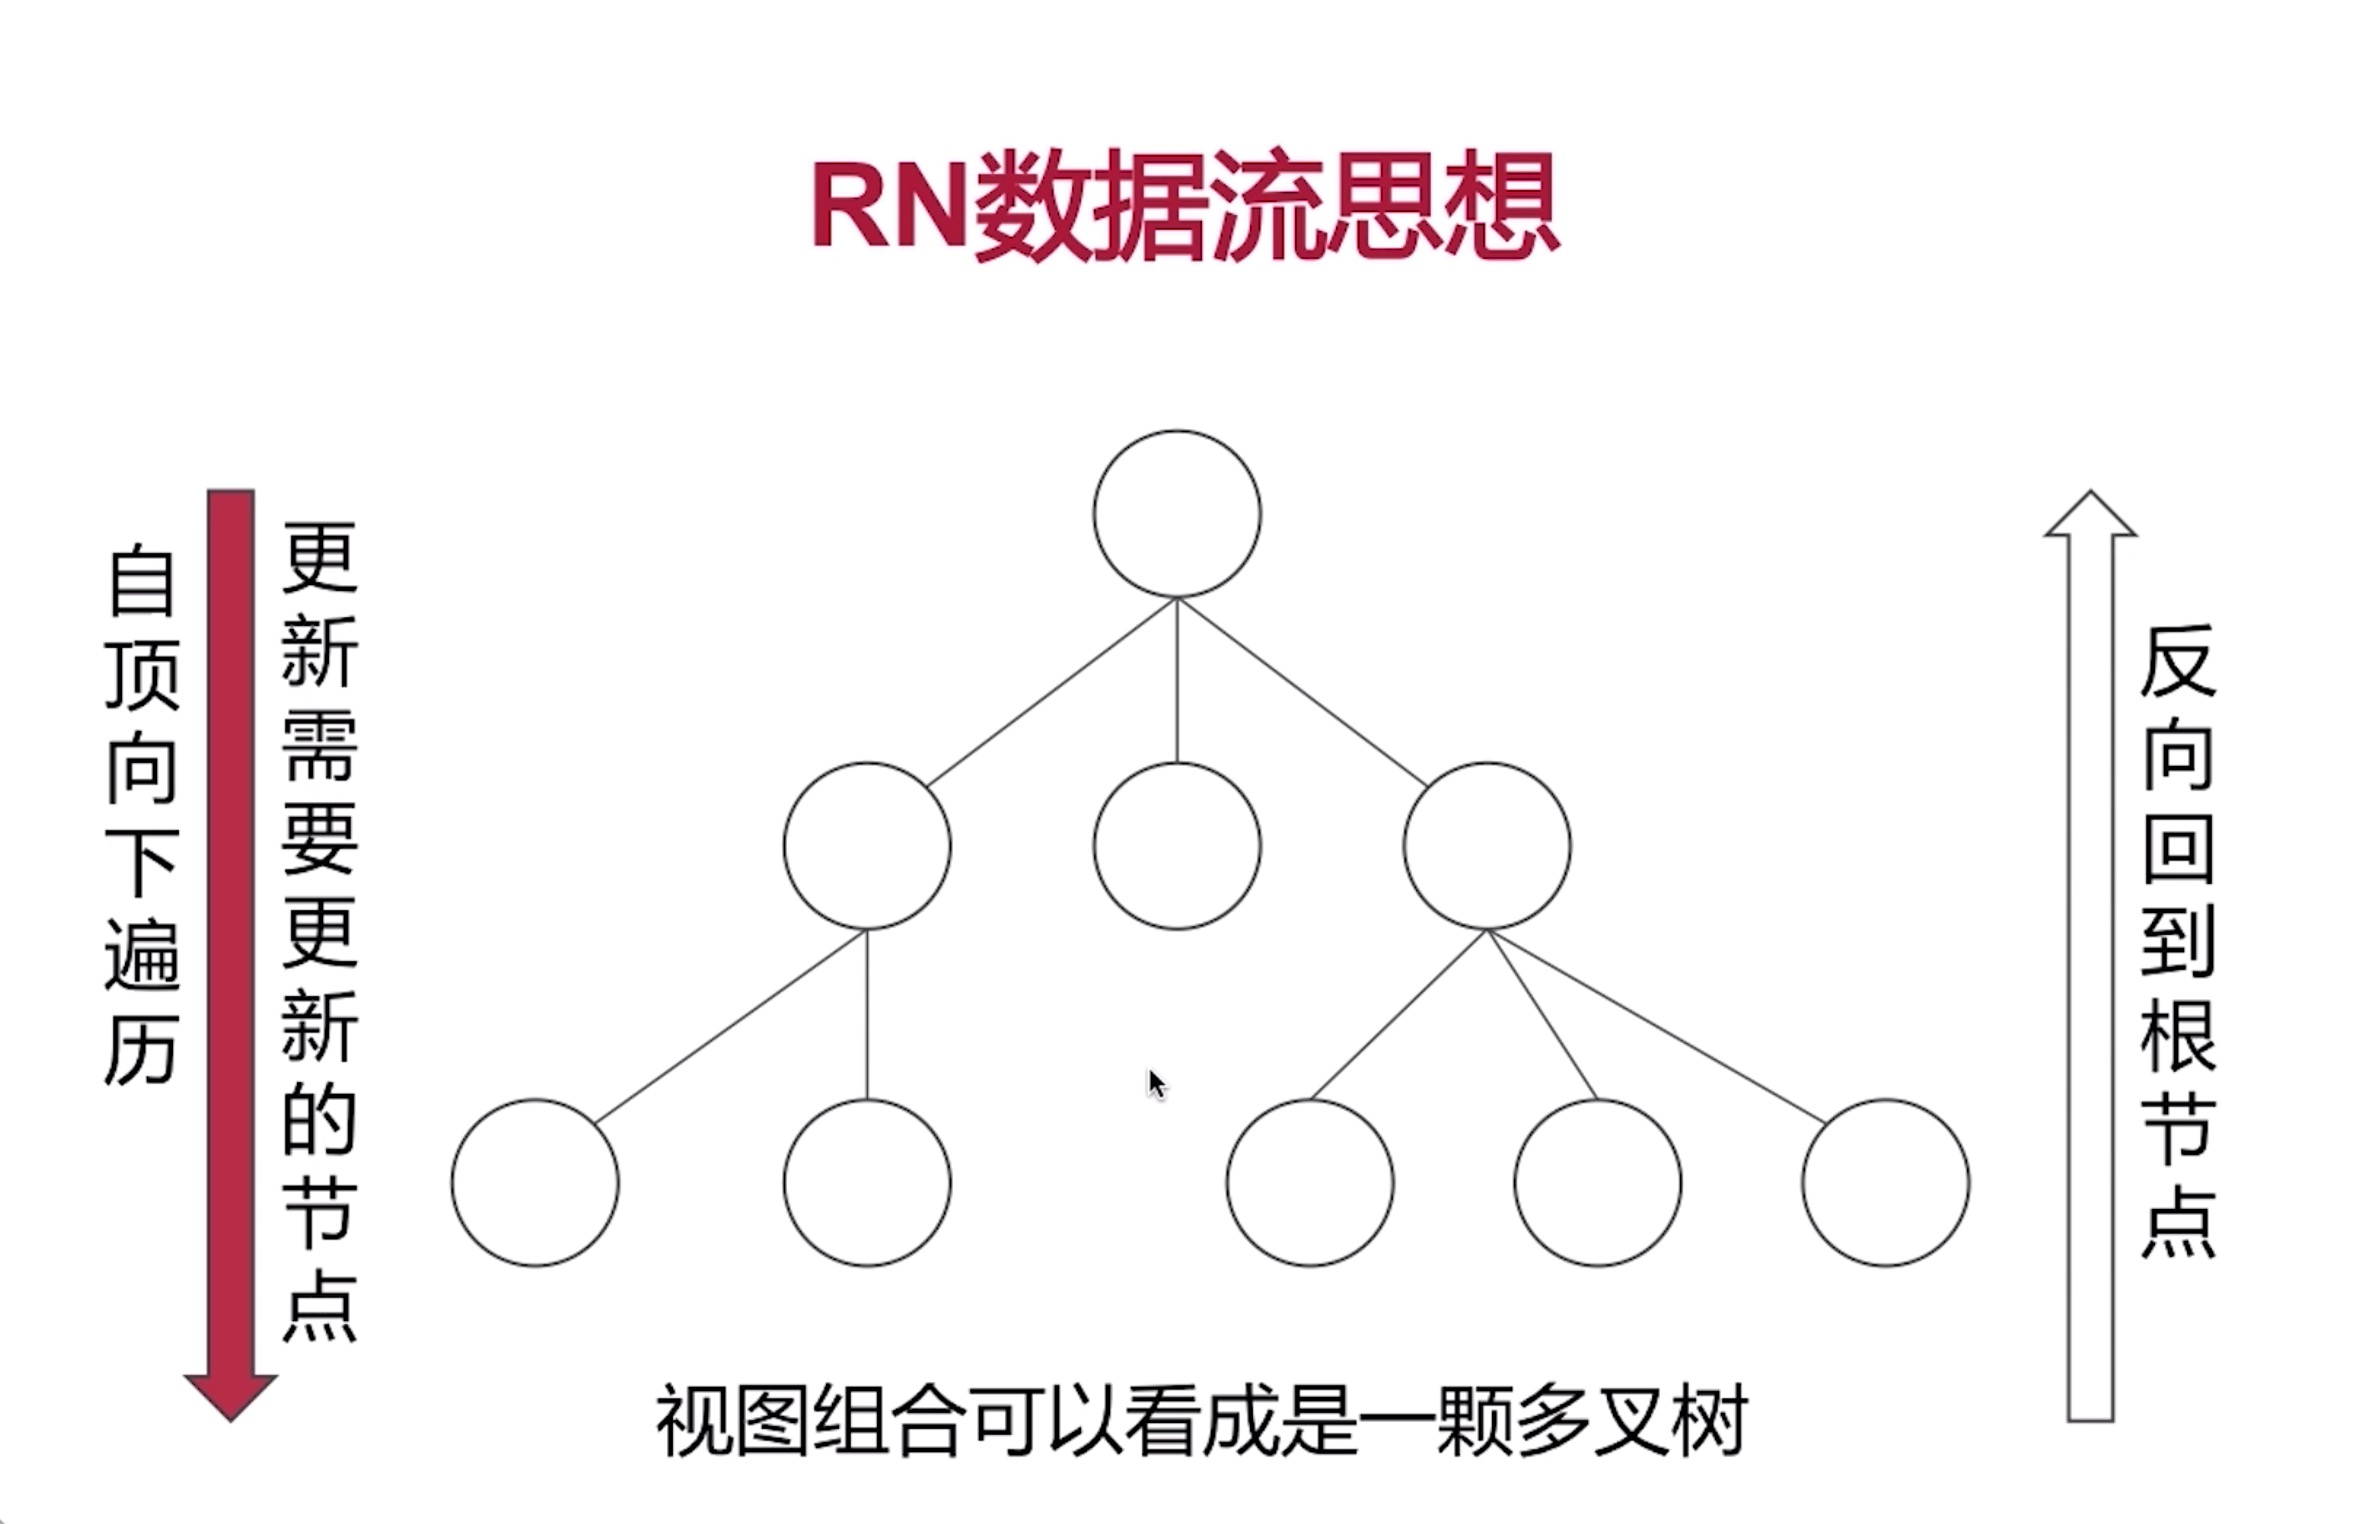 RN数据流思想
自顶向下遍历
更新需要更新的节点
反向回到根节点
视图组合可以看成是一颗多叉树